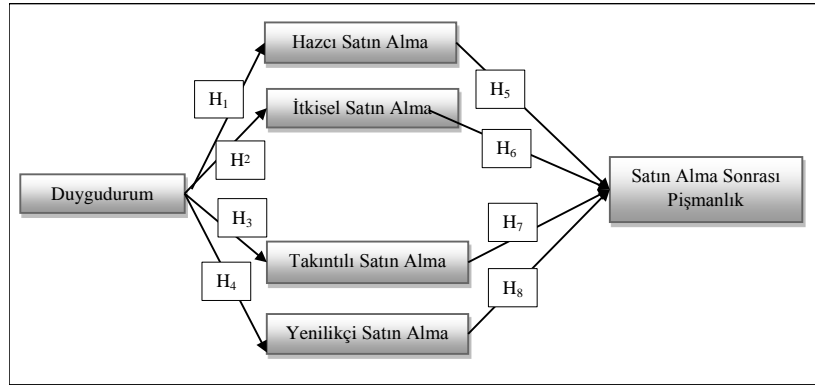 Hazcı Satın Alma
H₁
H₅
İtkisel Satın Alma
H²
H₆
Duygudurum
Satın Alma Sonrası
Pişmanlık
H₃
H₇
Takıntılı Satın Alma
H₄
H₈
Yenilikçi Satın Alma